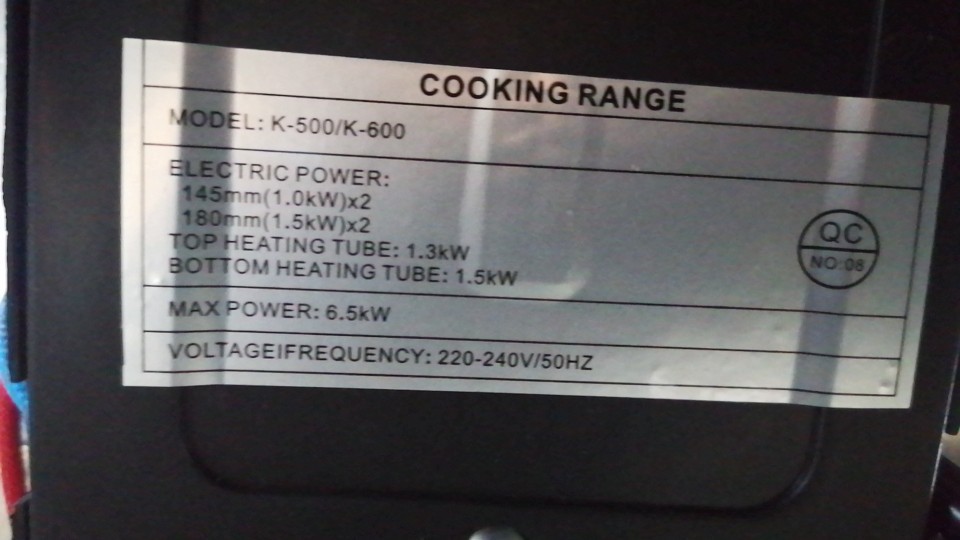 COOKING RANGE
MODEL: K-500/K-600
ELECTRIC POWER:
145mm(1.0kW)x2
180mm(1.5kW)x2
TOP HEATING TUBE: 1.3kW
BOTTOM HEATING TUBE: 1.5kW
QC
NO:08
MAX POWER: 6.5kW
VOLTAGEIFREQUENCY: 220-240V/50HZ